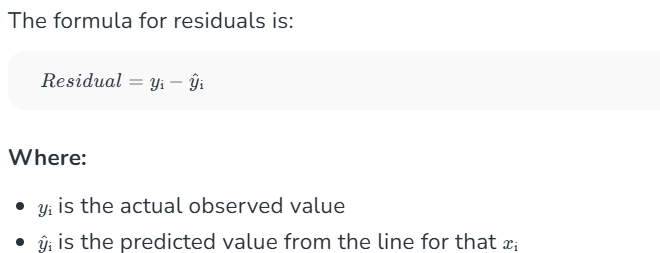 The formula for residuals is:
Residual = yᵢ − ŷᵢ
Where:
• yᵢ is the actual observed value
• ŷᵢ is the predicted value from the line for that xᵢ